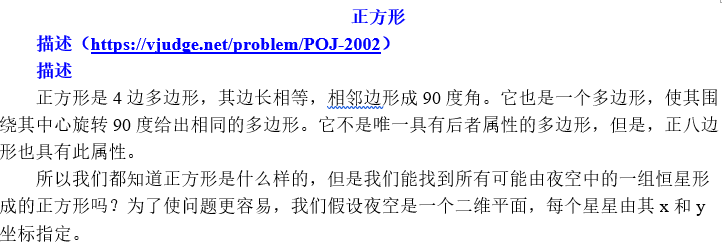 正方形
描述（https://vjudge.net/problem/POJ-2002）
描述
正方形是 4 边多边形，其边长相等，相邻边形成 90 度角。它也是一个多边形，使其围
绕其中心旋转 90 度给出相同的多边形。它不是唯一具有后者属性的多边形，但是，正八边
形也具有此属性。
所以我们都知道正方形是什么样的，但是我们能找到所有可能由夜空中的一组恒星形
成的正方形吗？为了使问题更容易，我们假设夜空是一个二维平面，每个星星由其 x 和 y
坐标指定。